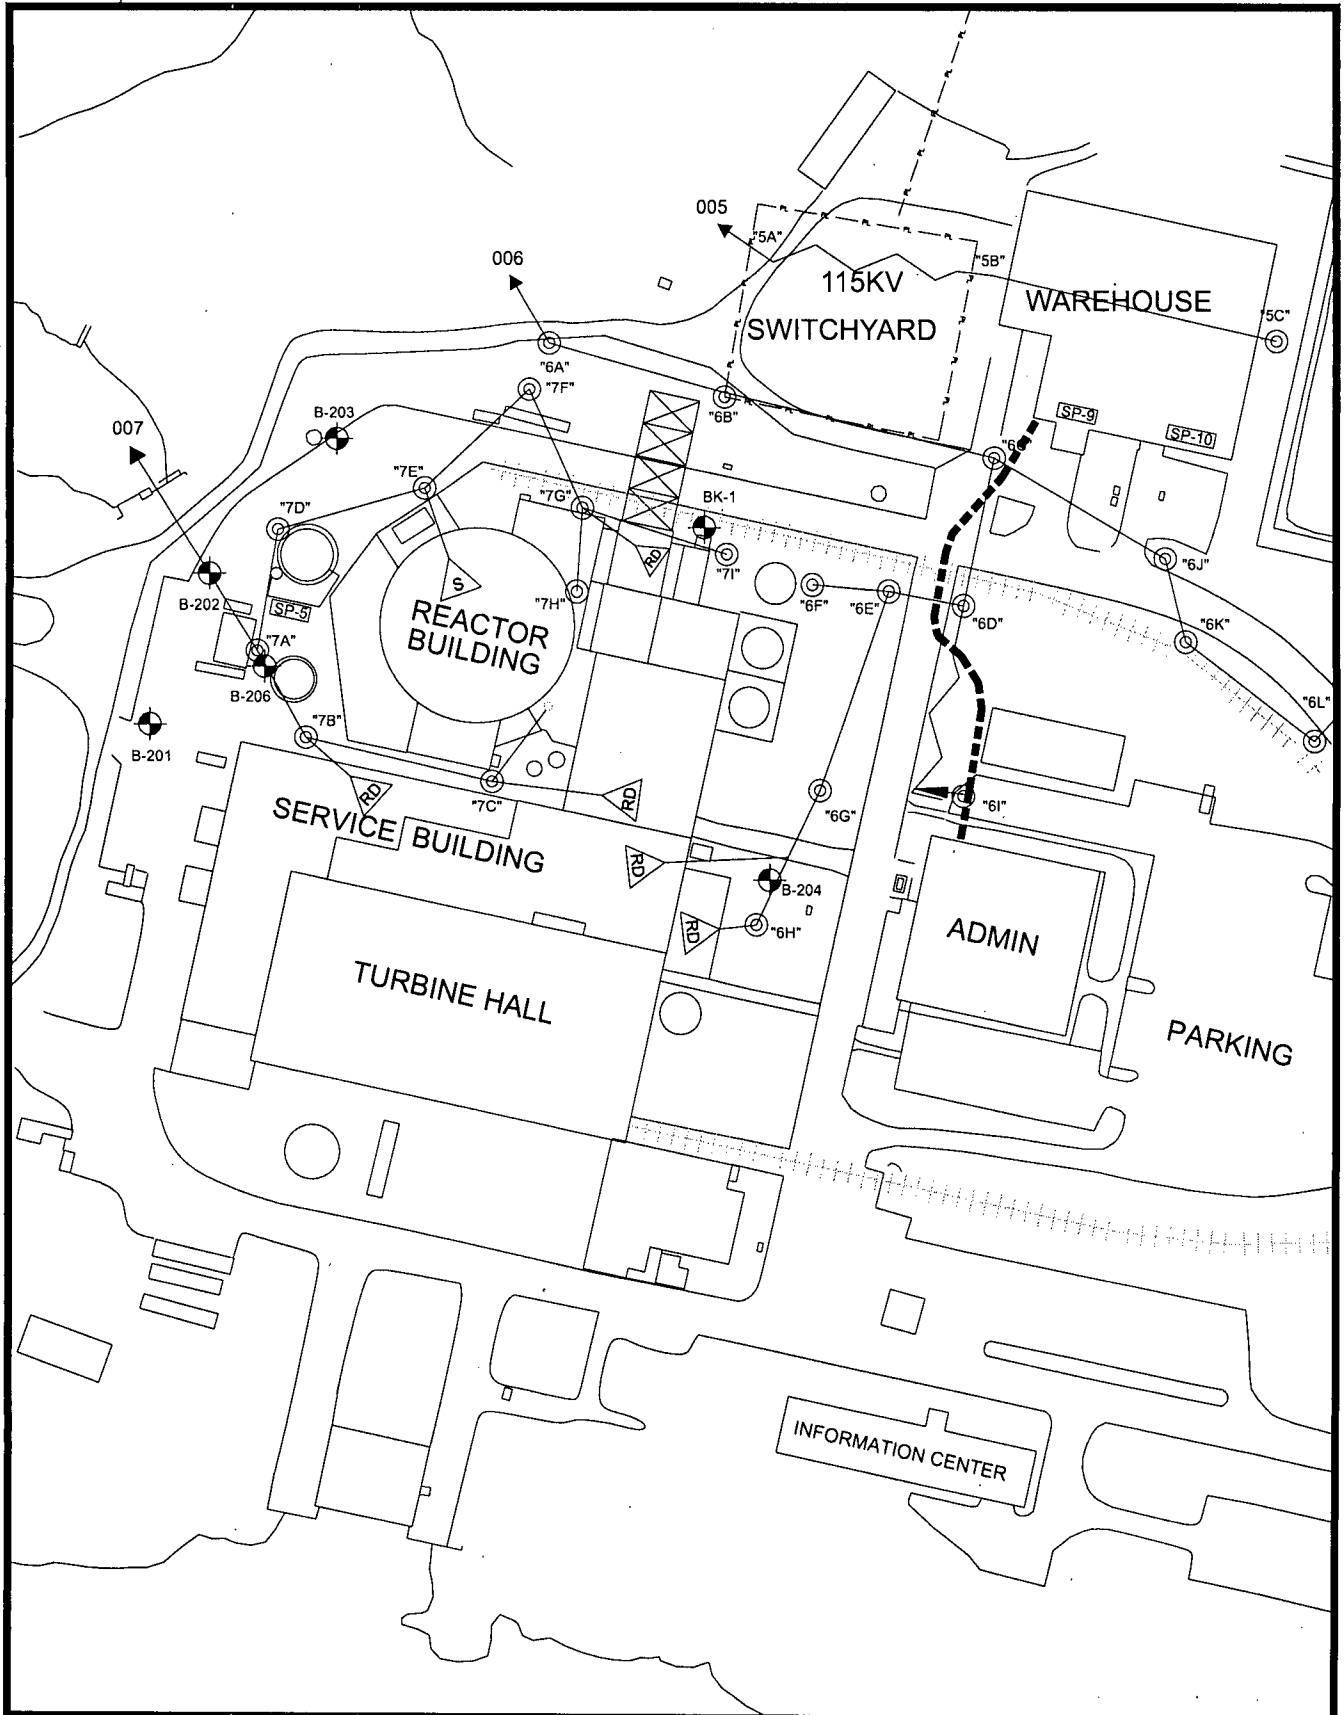 005
"5A"
"5B"
006
115KV
SWITCHYARD
WAREHOUSE
"5C"
"6A"
"7F"
"6B"
B-203
SP-9
007
SP-10
"7E"
"7G"
BK-1
"7D"
RD
"7I"
"6J"
S
B-202
SP-5
"7H"
"6F"
"6E"
"6D"
REACTOR
BUILDING
"7A"
"6K"
B-206
"6L"
B-201
"7B"
"7C"
RD
RD
"6G"
"6I"
SERVICE BUILDING
RD
B-204
RD
"6H"
ADMIN
TURBINE HALL
PARKING
INFORMATION CENTER